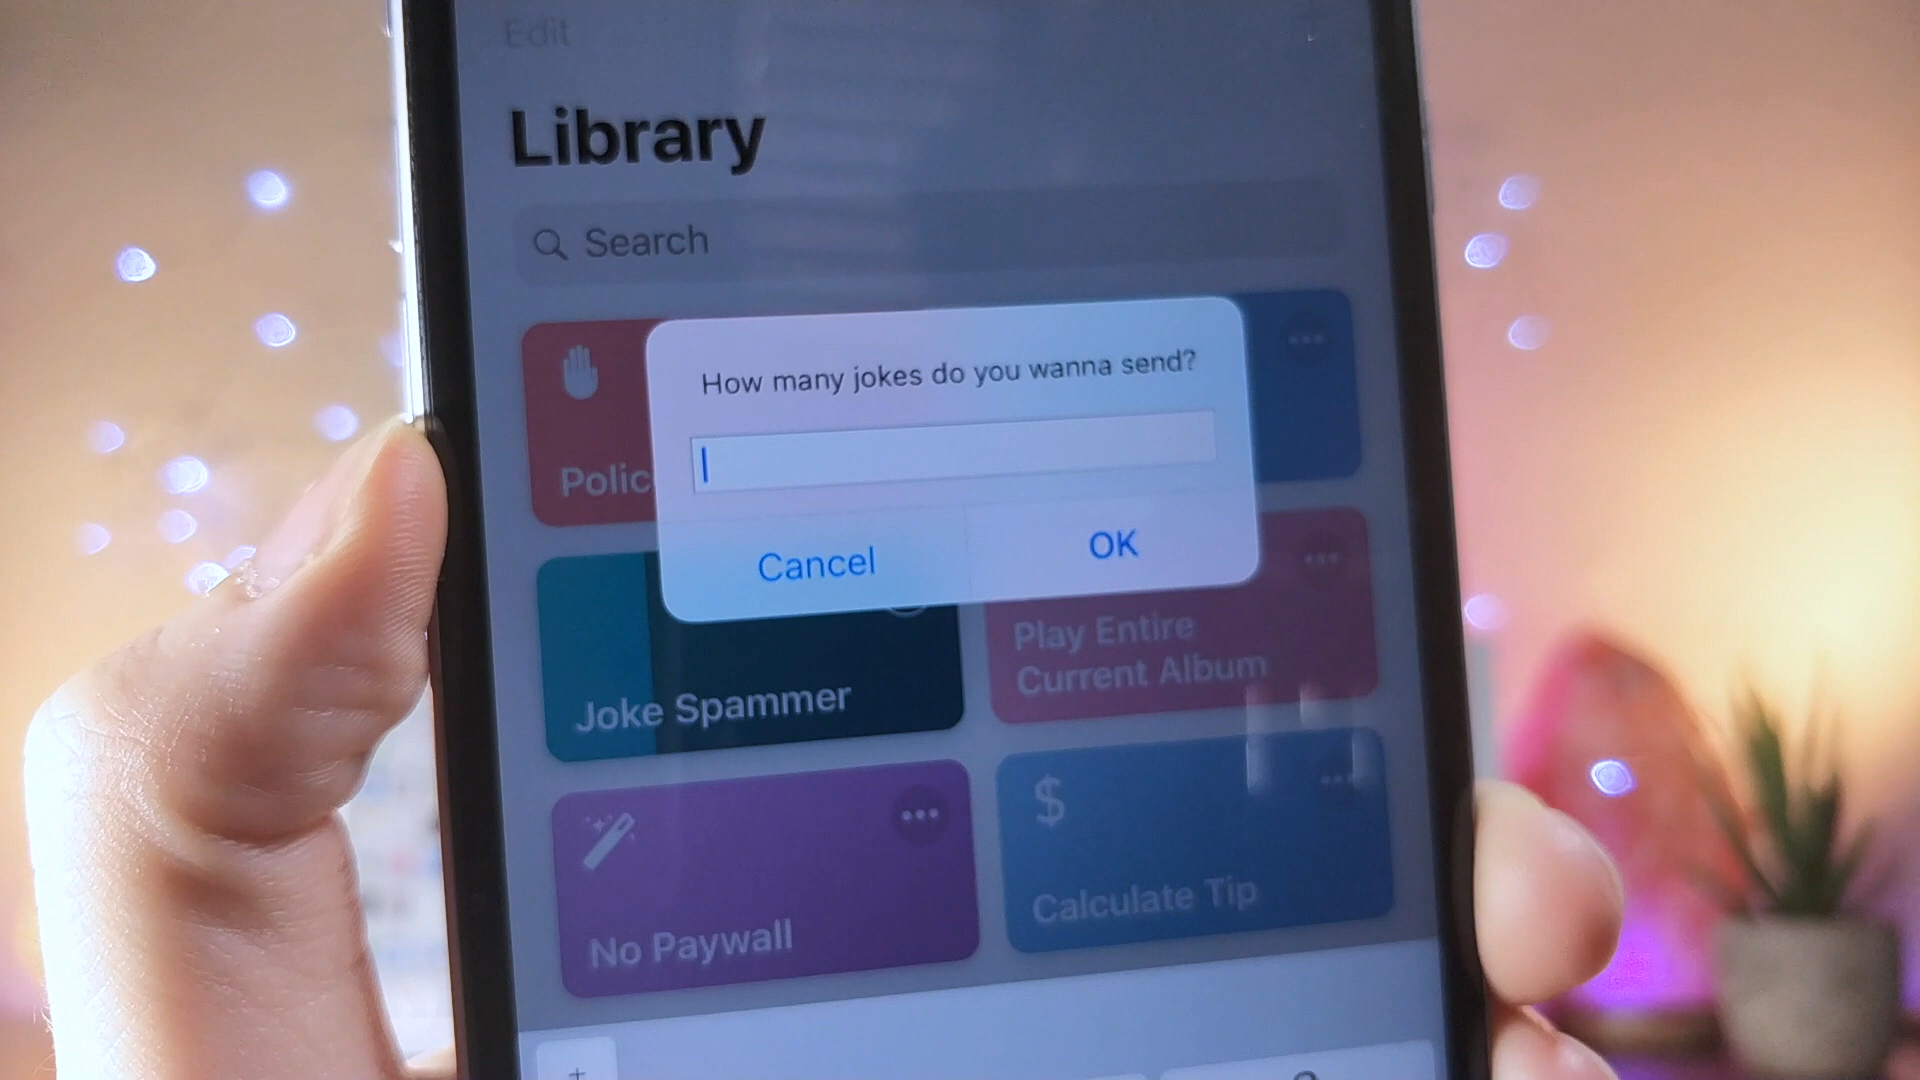 Edit
Library
Search
How many jokes do you wanna send?
Cancel
OK
Joke Spammer
Play Entire
Current Album
No Paywall
$
Calculate Tip
+